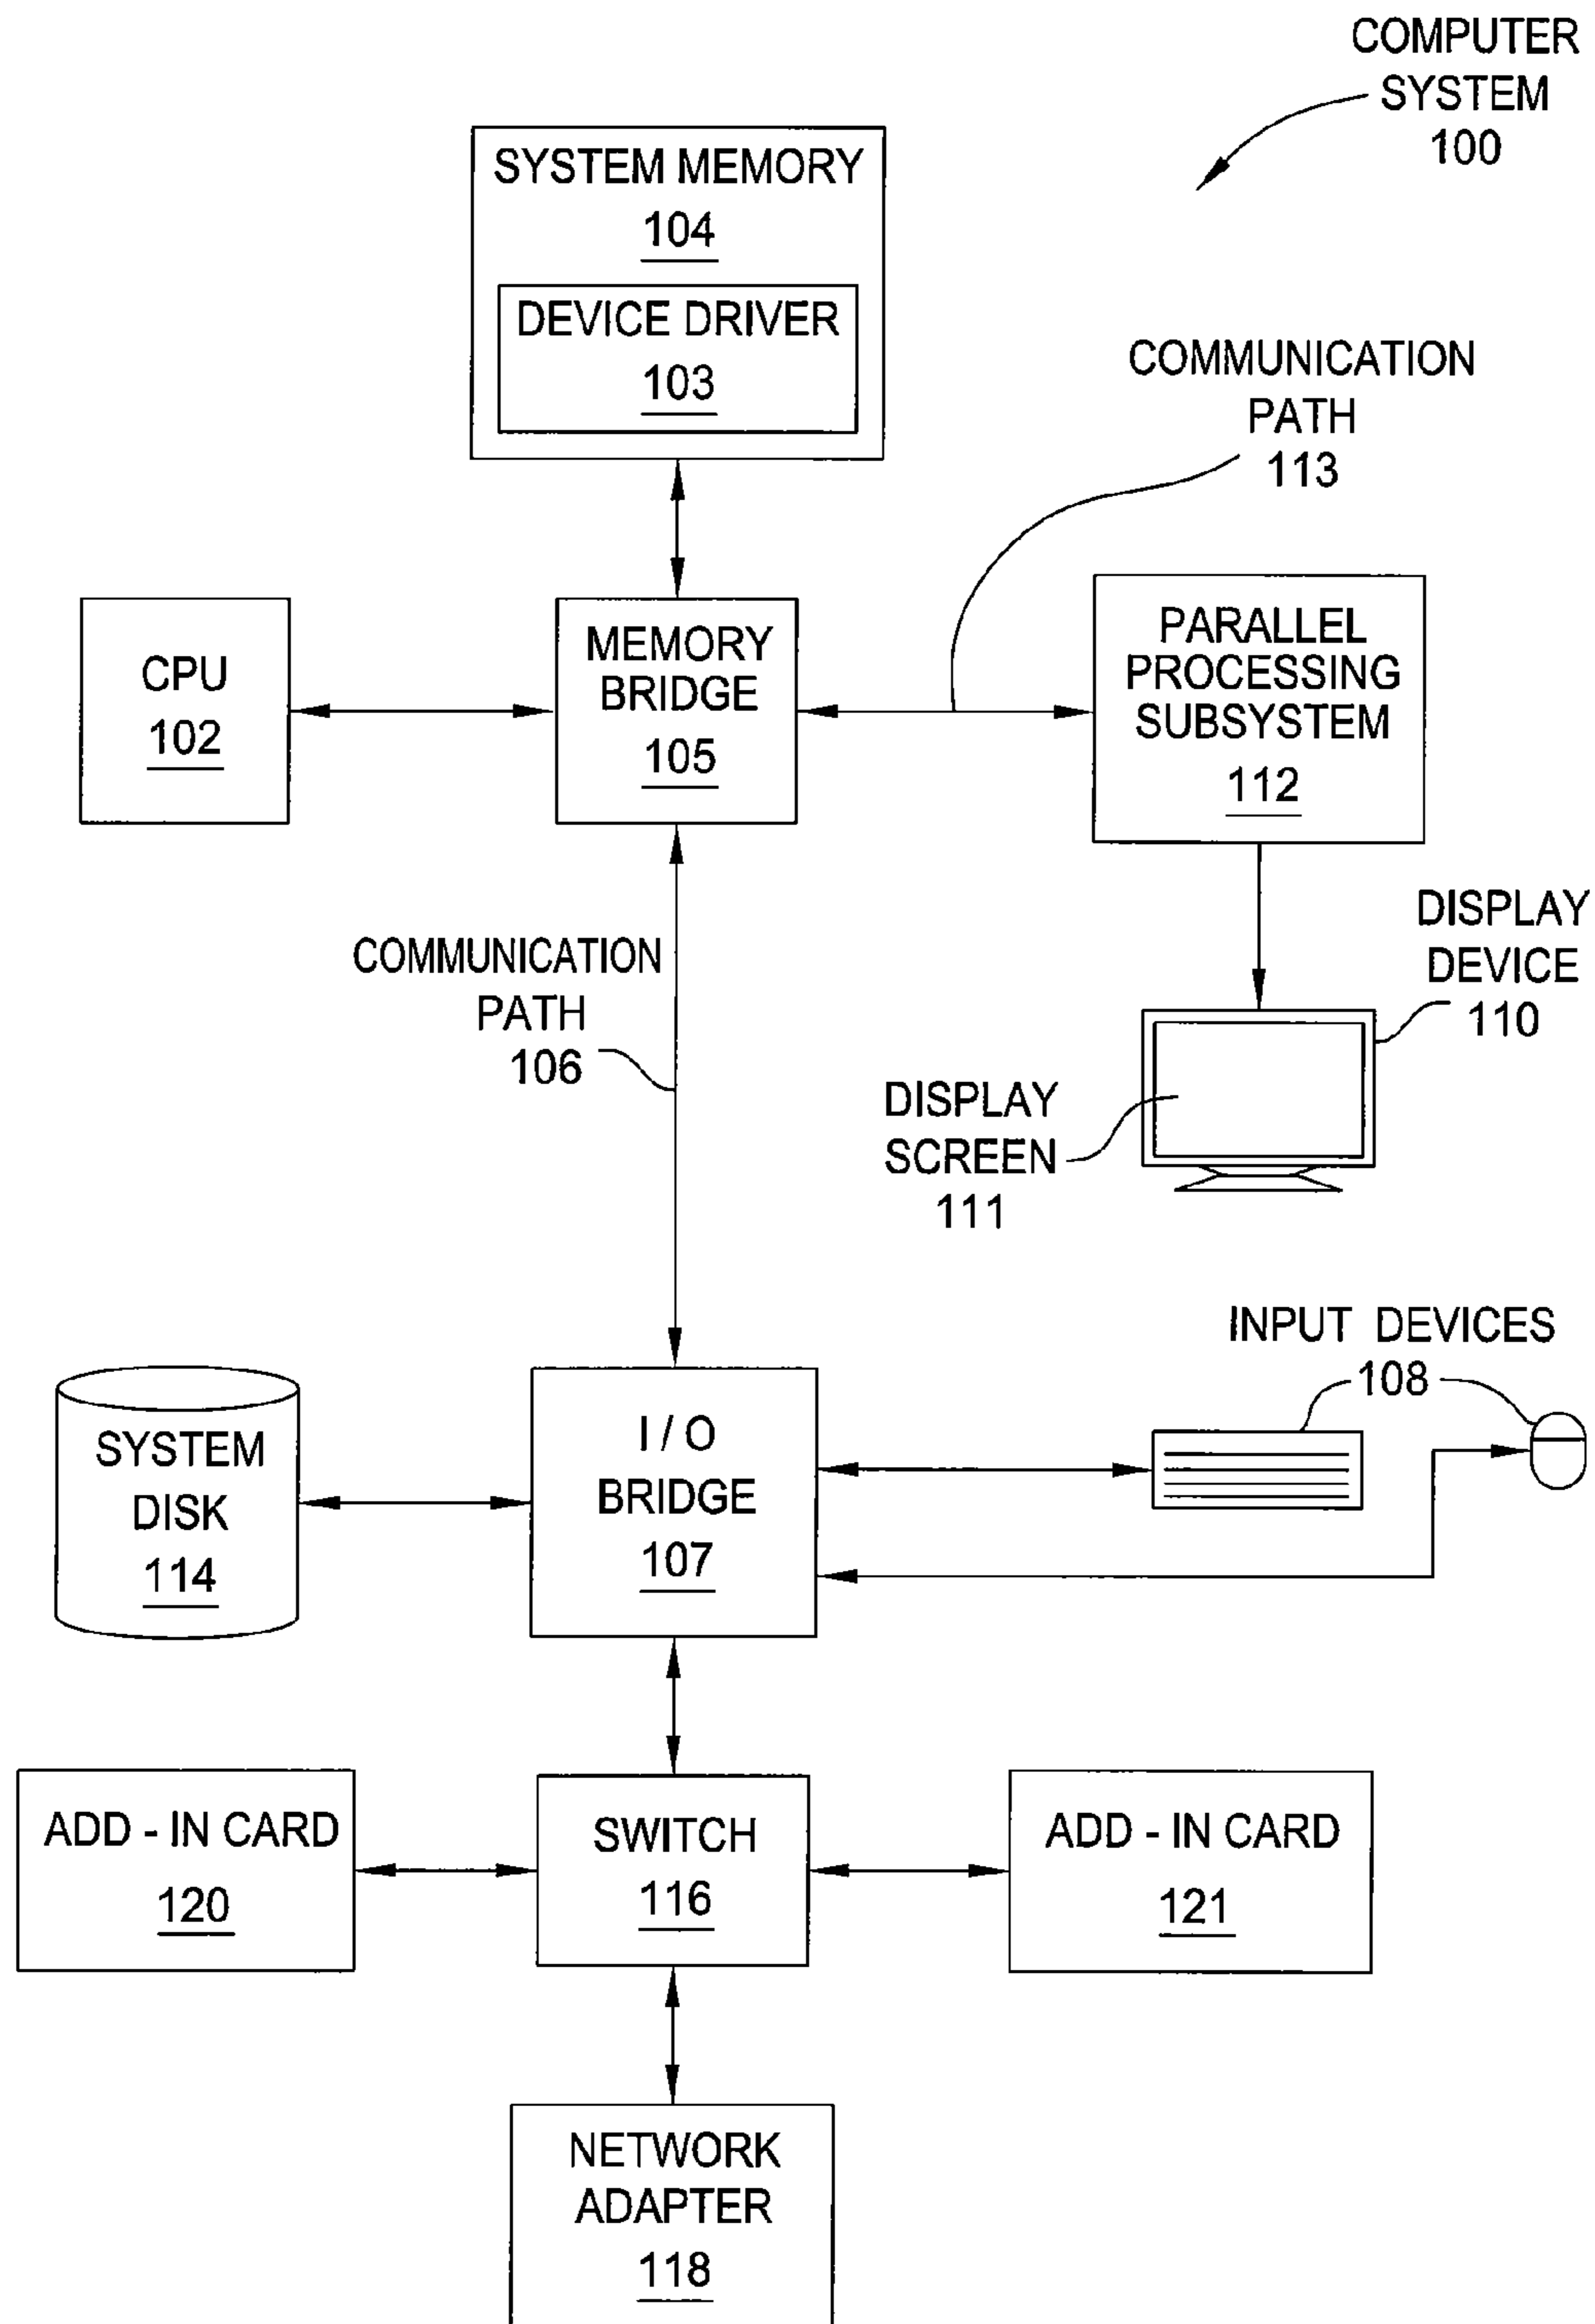 COMPUTER
SYSTEM
100
SYSTEM MEMORY
104
DEVICE DRIVER
103
COMMUNICATION
PATH
113
CPU
102
MEMORY
BRIDGE
105
PARALLEL
PROCESSING
SUBSYSTEM
112
COMMUNICATION
PATH
106
DISPLAY
DEVICE
110
DISPLAY
SCREEN
111
INPUT DEVICES
108
SYSTEM
DISK
114
I / O
BRIDGE
107
ADD - IN CARD
120
SWITCH
116
ADD - IN CARD
121
NETWORK
ADAPTER
118